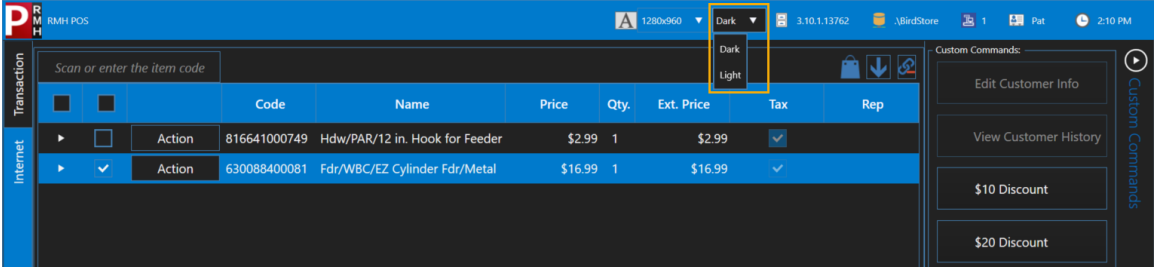 P RMH RMH POS A 1280x960 Dark 3.10.1.13762 .\BirdStore 1 Pat 2:10 PM
Dark
Light
Transaction
Internet
Scan or enter the item code
Code Name Price Qty. Ext. Price Tax Rep
Action 816641000749 Hdw/PAR/12 in. Hook for Feeder $2.99 1 $2.99
Action 630088400081 Fdr/WBC/EZ Cylinder Fdr/Metal $16.99 1 $16.99
Custom Commands:
Edit Customer Info
View Customer History
$10 Discount
$20 Discount
Custom Commands